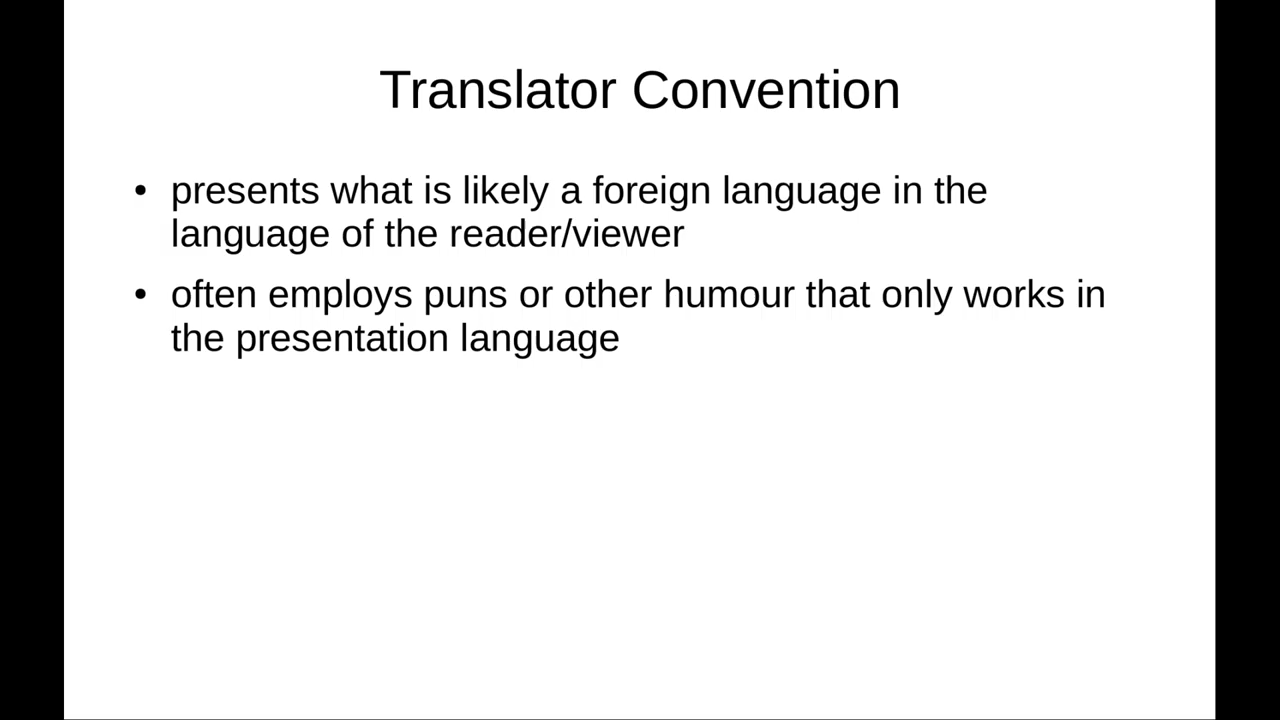 Translator Convention
• presents what is likely a foreign language in the
language of the reader/viewer
• often employs puns or other humour that only works in
the presentation language